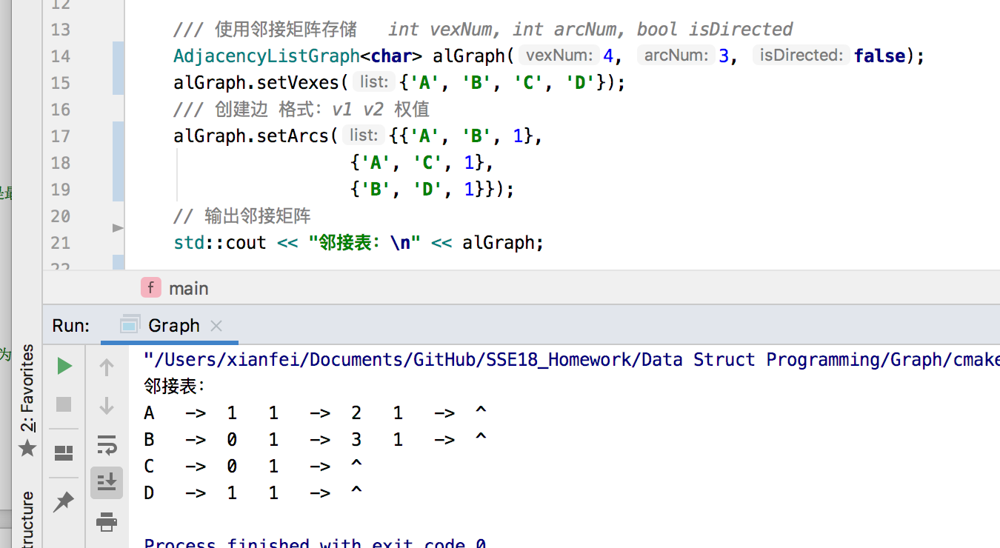 12
13 /// 使用邻接矩阵存储 int vexNum, int arcNum, bool isDirected
14 AdjacencyListGraph<char> alGraph( vexNum: 4, arcNum: 3, isDirected: false);
15 alGraph.setVexes( list: {'A', 'B', 'C', 'D'});
16 /// 创建边 格式：v1 v2 权值
17 alGraph.setArcs( list: {{'A', 'B', 1},
18 {'A', 'C', 1},
19 {'B', 'D', 1}});
20 // 输出邻接矩阵
21 std::cout << "邻接表：\n" << alGraph;
22
f main
Run: Graph
"/Users/xianfei/Documents/GitHub/SSE18_Homework/Data Struct Programming/Graph/cmake
邻接表：
A -> 1 1 -> 2 1 -> ^
B -> 0 1 -> 3 1 -> ^
C -> 0 1 -> ^
D -> 1 1 -> ^
Process finished with exit code 0
2: Favorites
tructure
是最
为